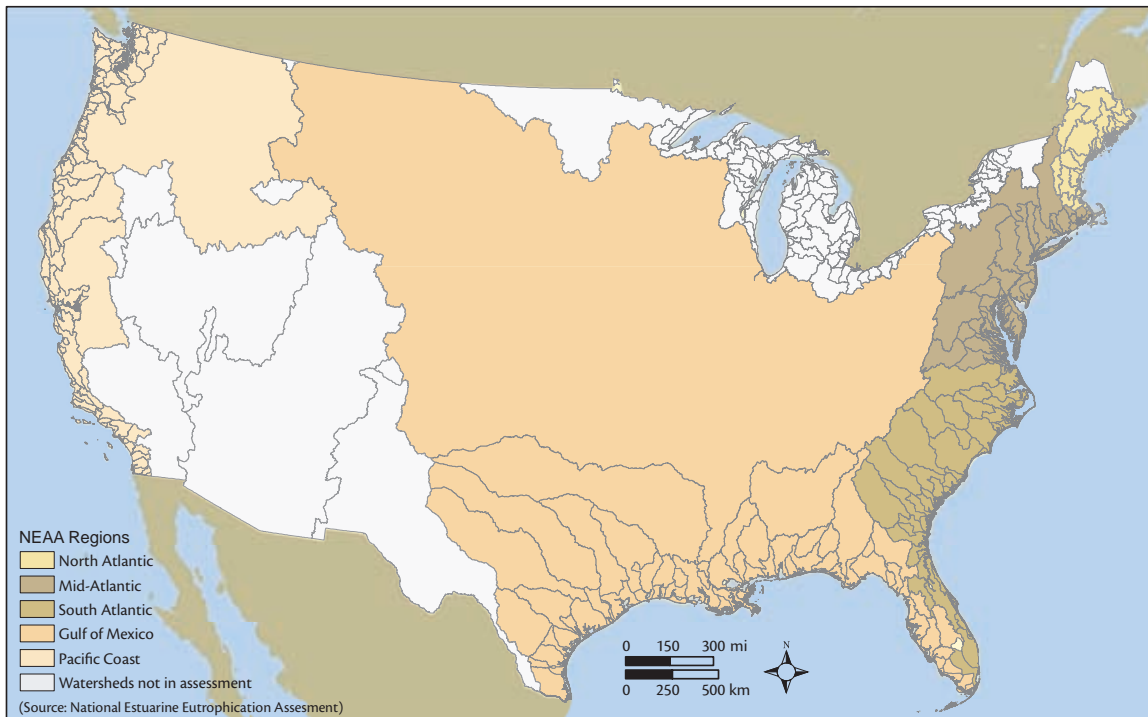 NEAA Regions
North Atlantic
Mid-Atlantic
South Atlantic
Gulf of Mexico
Pacific Coast
Watersheds not in assessment
(Source: National Estuarine Eutrophication Assesment)
0 150 300 mi
0 250 500 km
N